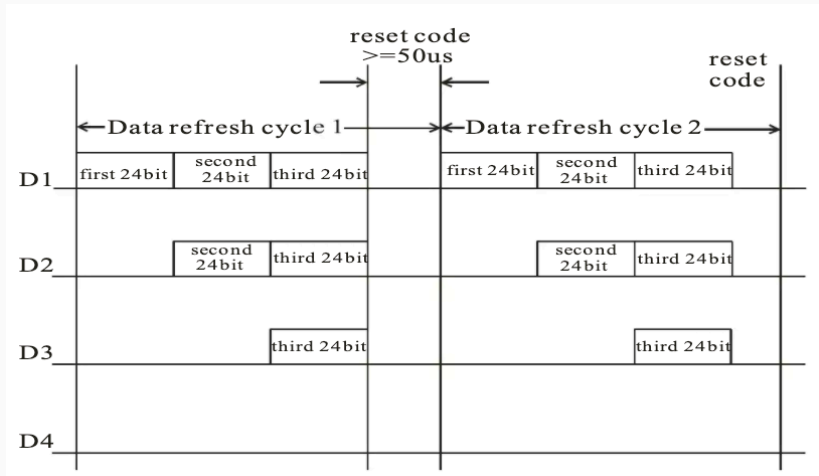 reset code
>=50us
reset
code
Data refresh cycle 1
Data refresh cycle 2
D1
first 24bit
second
24bit
third 24bit
first 24bit
second
24bit
third 24bit
D2
second
24bit
third 24bit
second
24bit
third 24bit
D3
third 24bit
third 24bit
D4